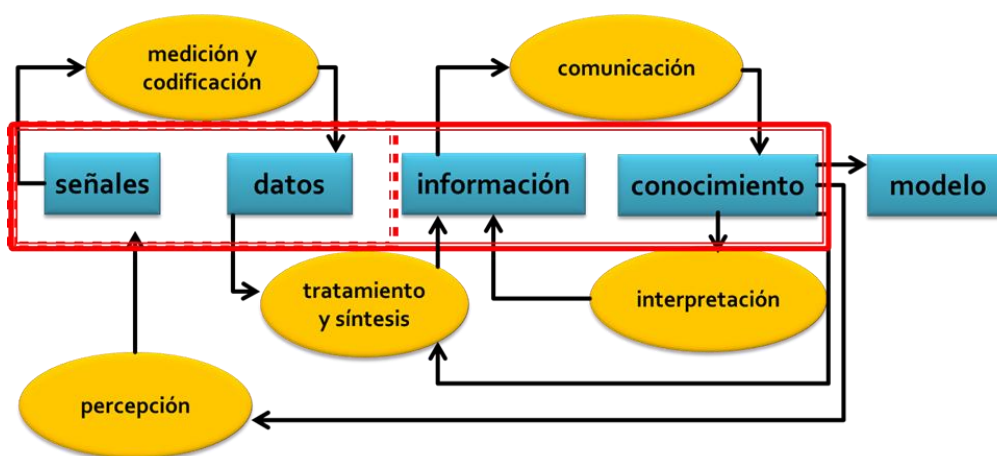 medición y
codificación
comunicación
señales
datos
información
conocimiento
modelo
tratamiento
y síntesis
interpretación
percepción